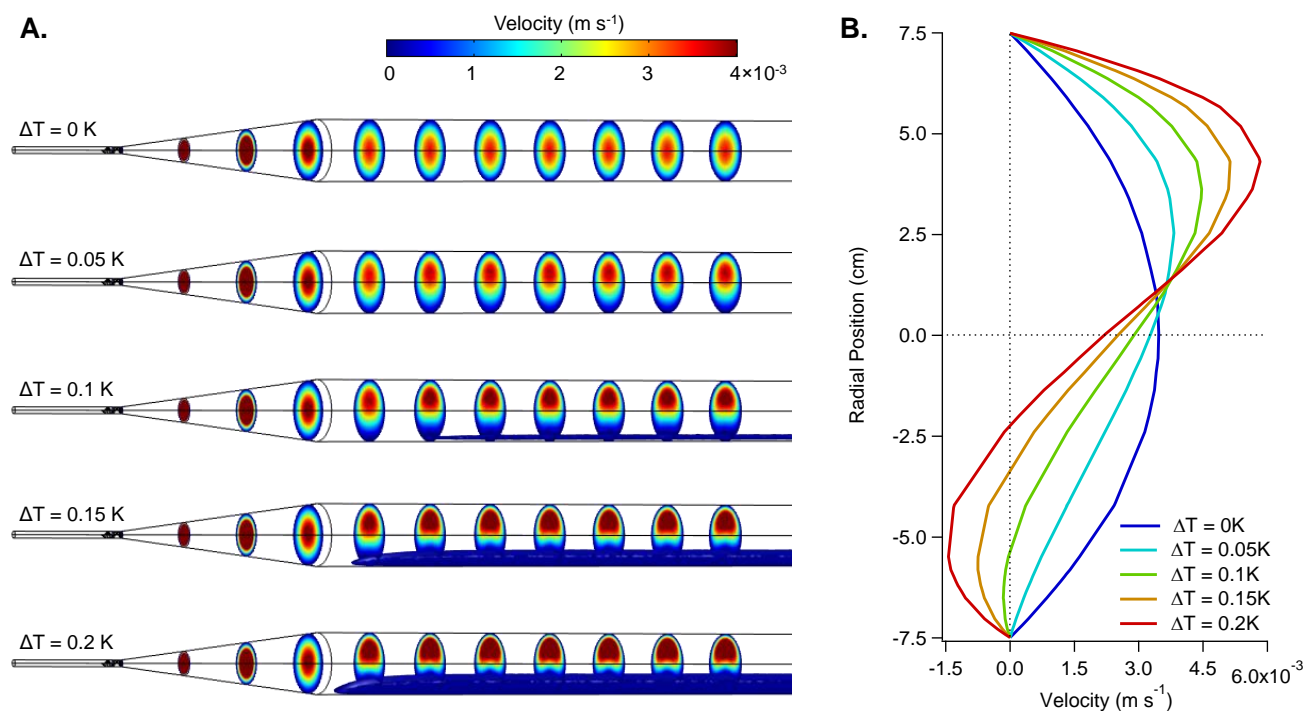 A.
Velocity (m s⁻¹)
0 1 2 3 4×10⁻³
ΔT = 0 K
ΔT = 0.05 K
ΔT = 0.1 K
ΔT = 0.15 K
ΔT = 0.2 K
B.
7.5
5.0
2.5
0.0
-2.5
-5.0
-7.5
Radial Position (cm)
ΔT = 0K
ΔT = 0.05K
ΔT = 0.1K
ΔT = 0.15K
ΔT = 0.2K
-1.5 0.0 1.5 3.0 4.5 6.0x10⁻³
Velocity (m s⁻¹)